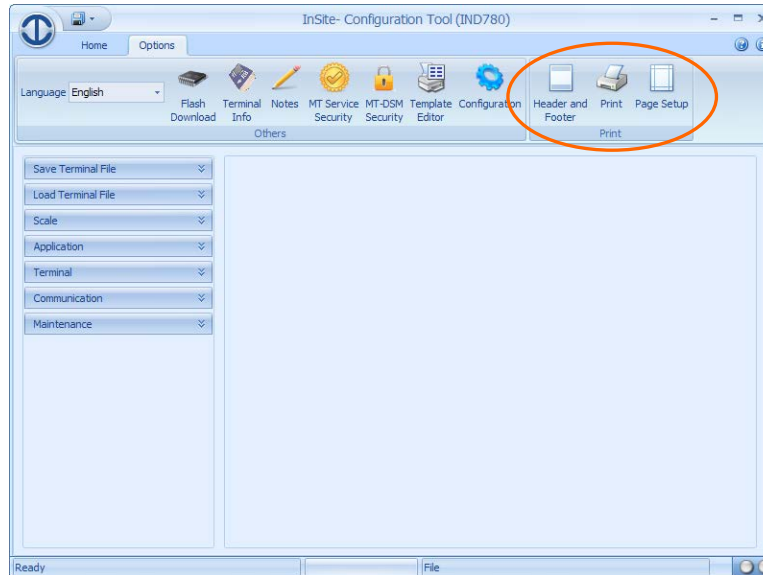 InSite- Configuration Tool (IND780)
Home Options
Language English
Flash Download
Terminal Info
Notes
MT Service Security
MT-DSM Security
Template Editor
Configuration
Header and Footer
Print
Page Setup
Others
Print
Save Terminal File
Load Terminal File
Scale
Application
Terminal
Communication
Maintenance
Ready
File